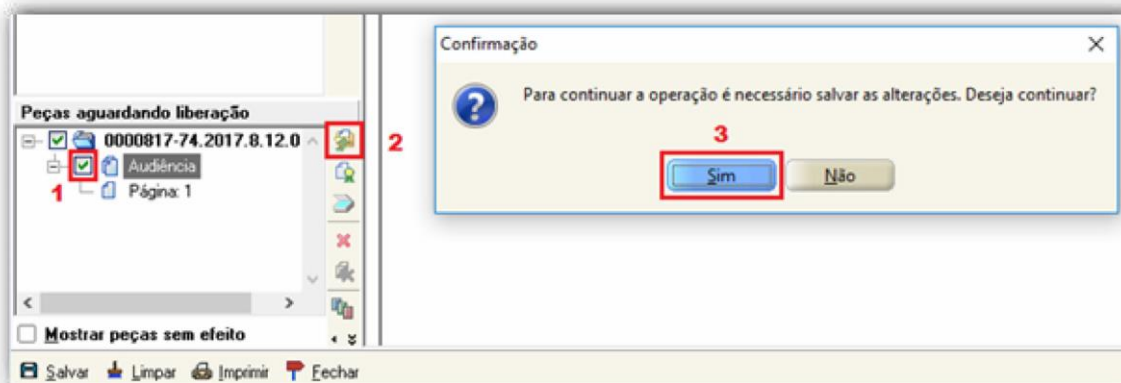 Confirmação
Para continuar a operação é necessário salvar as alterações. Deseja continuar?
3
Sim
Não
Peças aguardando liberação
0000817-74.2017.8.12.0
2
Audiência
1
Página: 1
Mostrar peças sem efeito
Salvar Limpar Imprimir Fechar